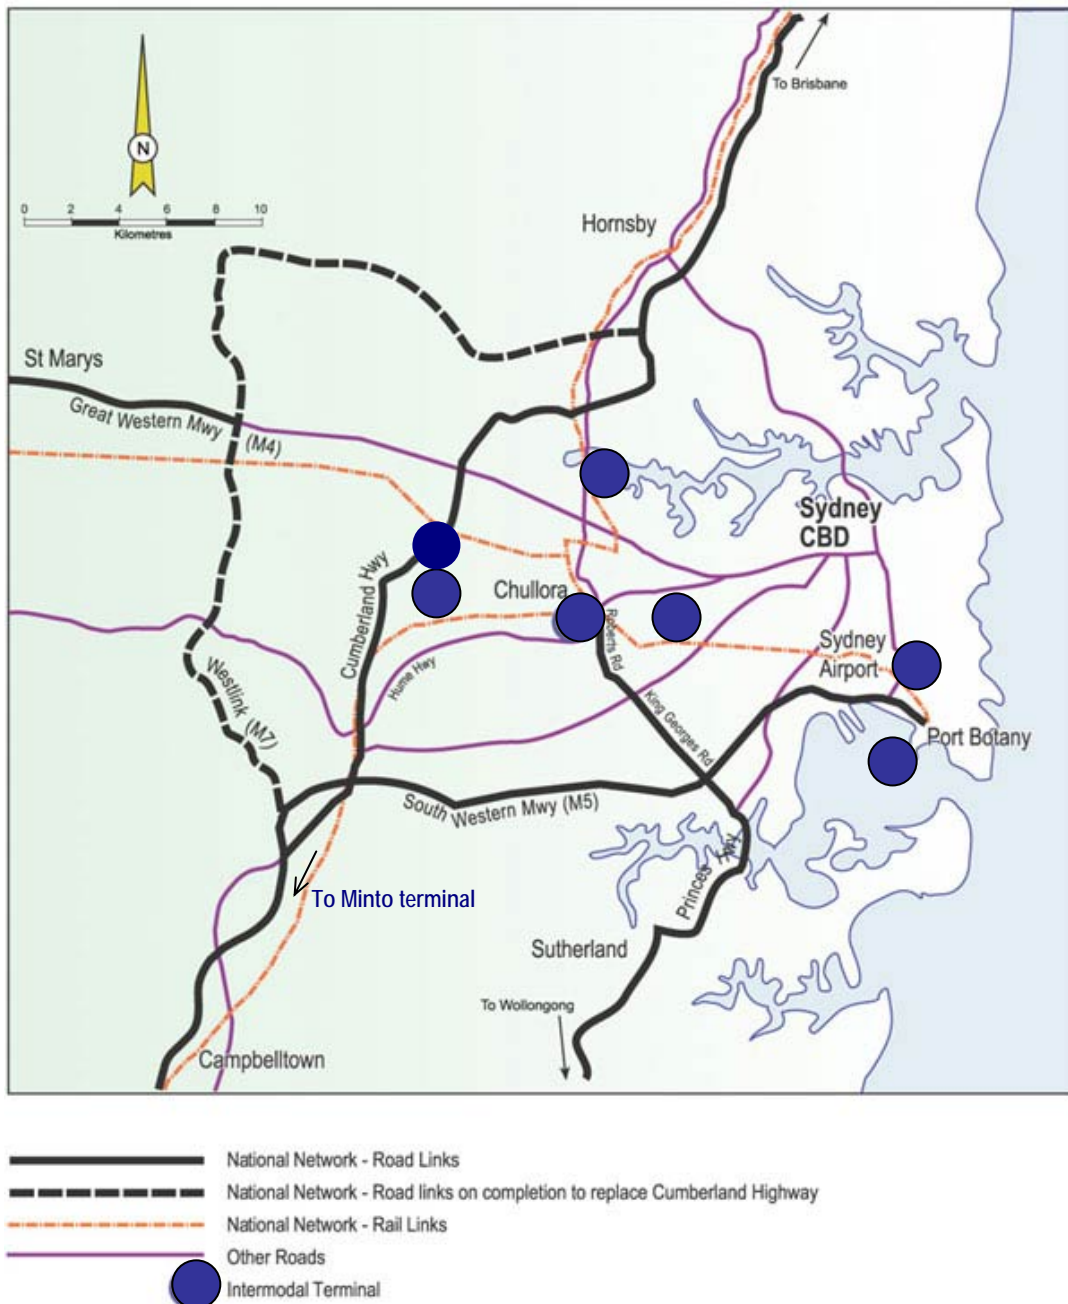 To Brisbane
N
0 2 4 6 8 10
Kilometres
Hornsby
St Marys
Great Western Mwy (M4)
Sydney
CBD
Cumberland Hwy
Chullora
Roberts Rd
Sydney
Airport
Hume Hwy
Westlink (M7)
King Georges Rd
Port Botany
South Western Mwy (M5)
Princes Hwy
To Minto terminal
Sutherland
To Wollongong
Campbelltown
National Network - Road Links
National Network - Road links on completion to replace Cumberland Highway
National Network - Rail Links
Other Roads
Intermodal Terminal